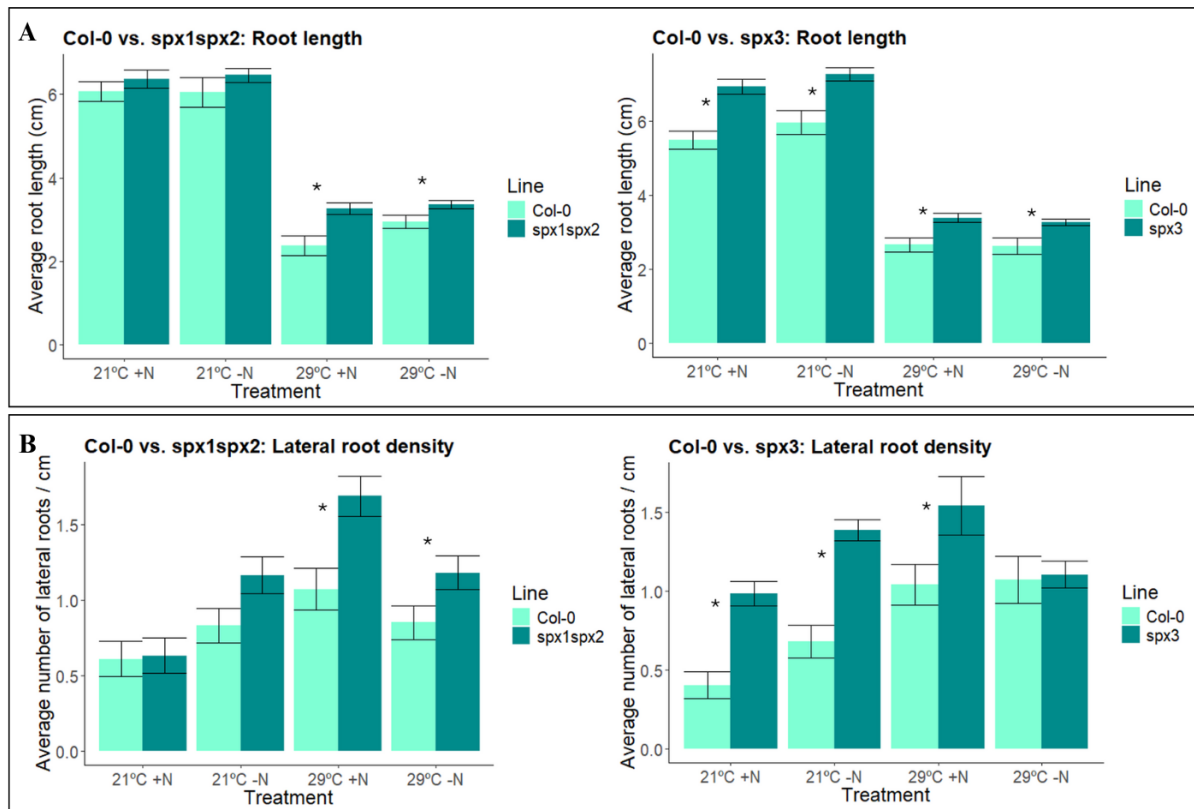 A
Col-0 vs. spx1spx2: Root length
Average root length (cm)
6
4
2
0
*
*
21ºC +N
21ºC -N
29ºC +N
29ºC -N
Treatment
Line
Col-0
spx1spx2
Col-0 vs. spx3: Root length
Average root length (cm)
6
4
2
0
*
*
*
*
21ºC +N
21ºC -N
29ºC +N
29ºC -N
Treatment
Line
Col-0
spx3
B
Col-0 vs. spx1spx2: Lateral root density
Average number of lateral roots / cm
1.5
1.0
0.5
0.0
*
*
21ºC +N
21ºC -N
29ºC +N
29ºC -N
Treatment
Line
Col-0
spx1spx2
Col-0 vs. spx3: Lateral root density
Average number of lateral roots / cm
1.5
1.0
0.5
0.0
*
*
*
21ºC +N
21ºC -N
29ºC +N
29ºC -N
Treatment
Line
Col-0
spx3